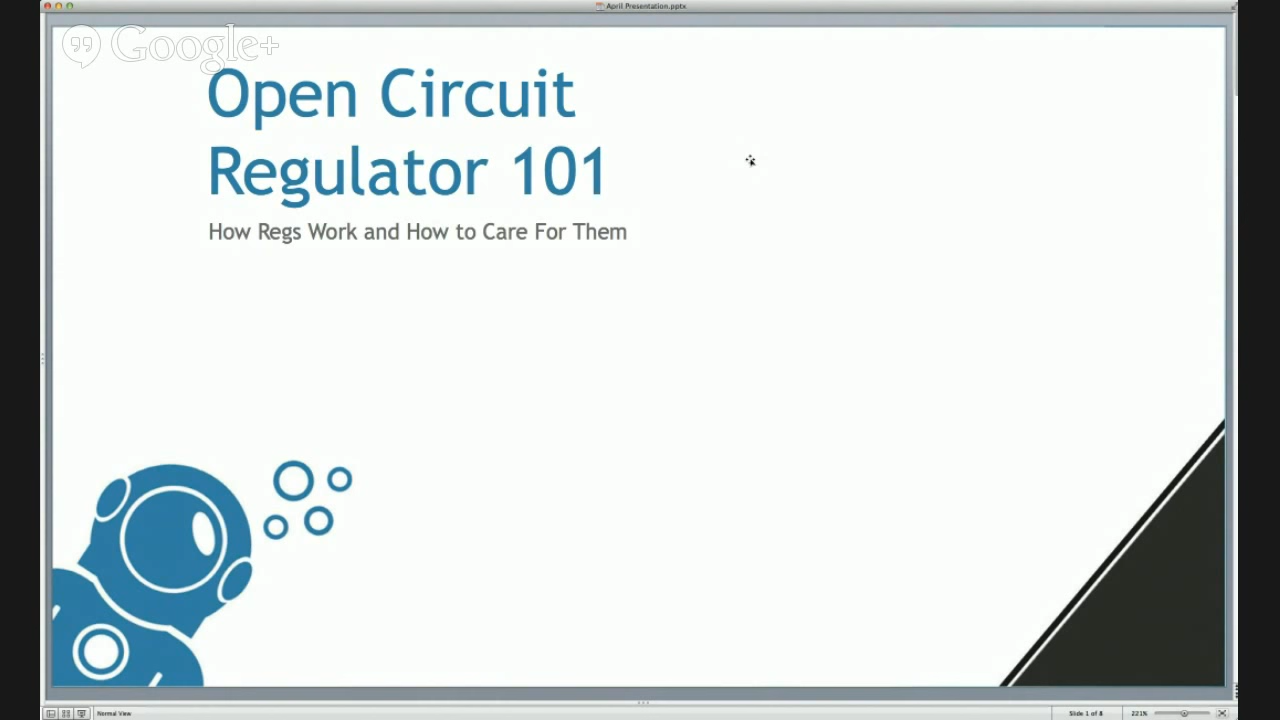 April Presentation.pptx
Google+
Open Circuit
Regulator 101
How Regs Work and How to Care For Them
Normal View
Slide 1 of 8
221%